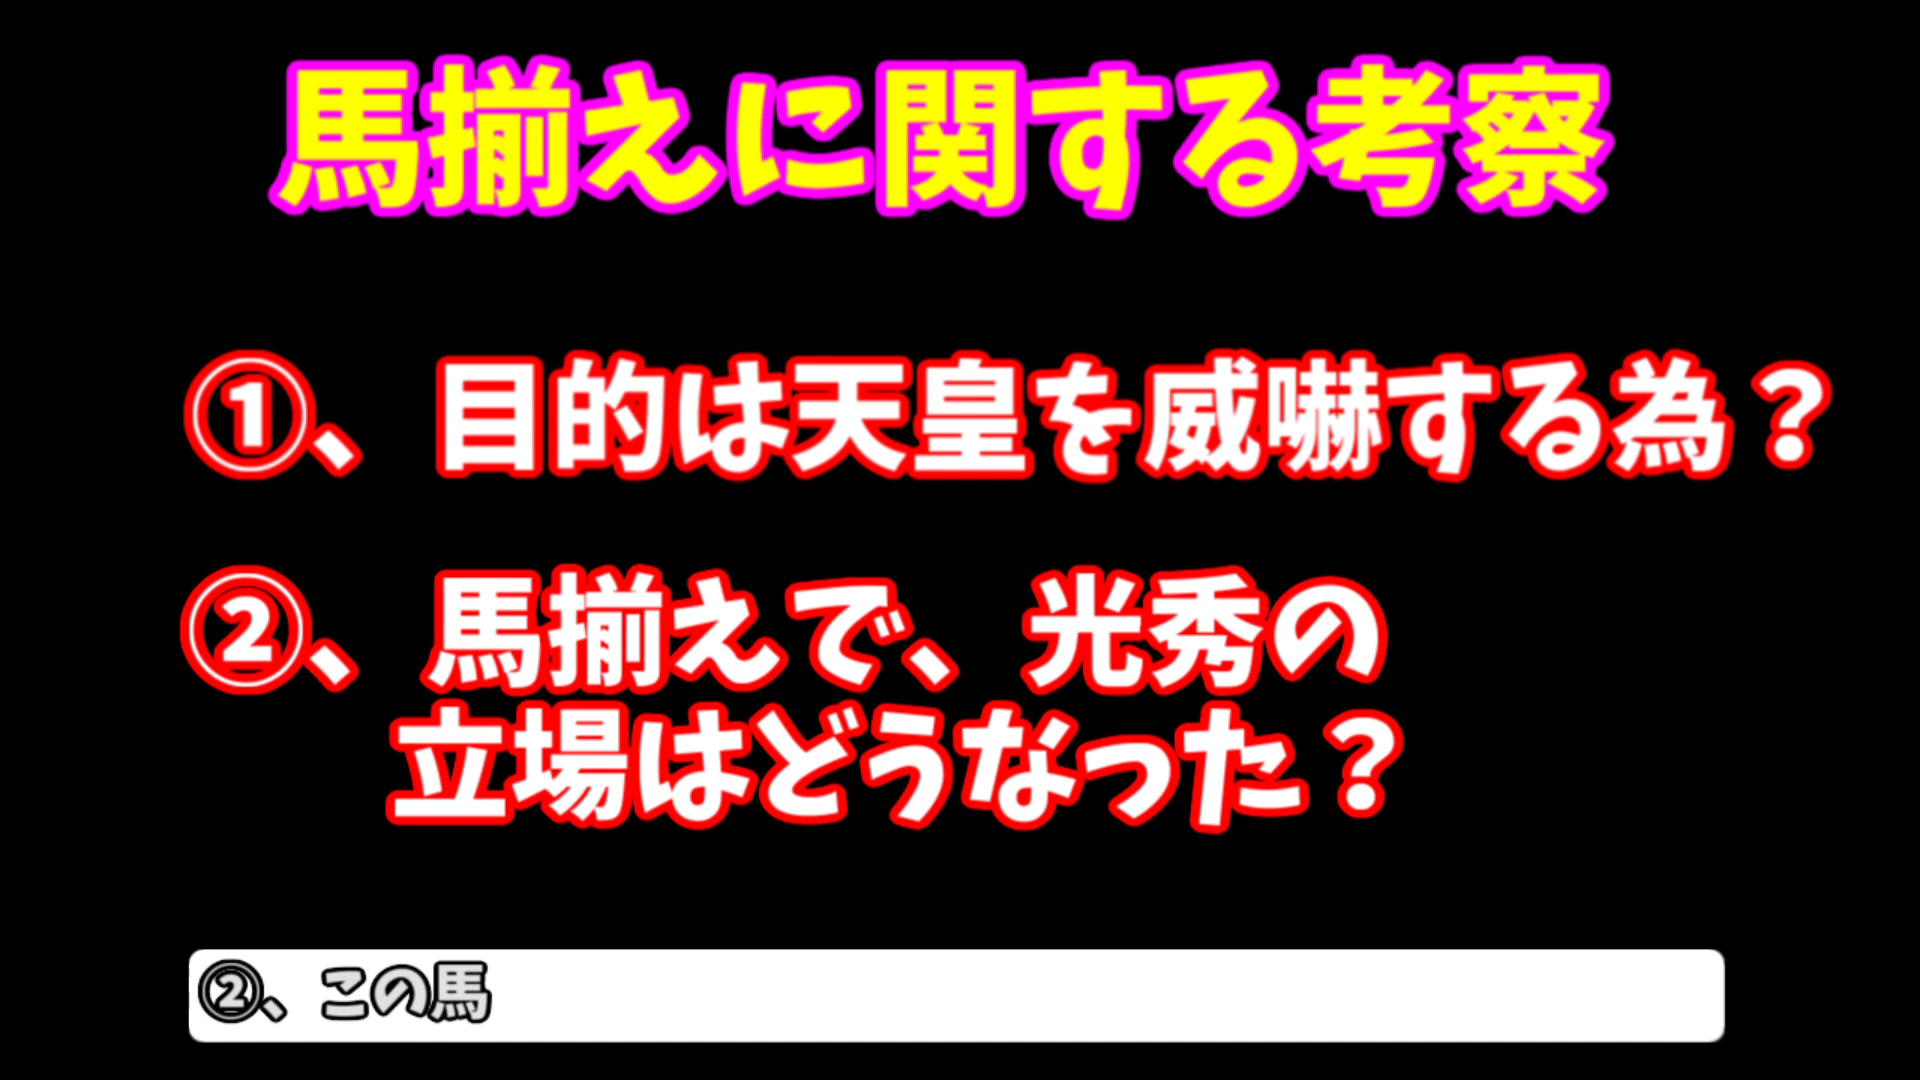 馬揃えに関する考察
①、目的は天皇を威嚇する為？
②、馬揃えで、光秀の
立場はどうなった？
②、この馬